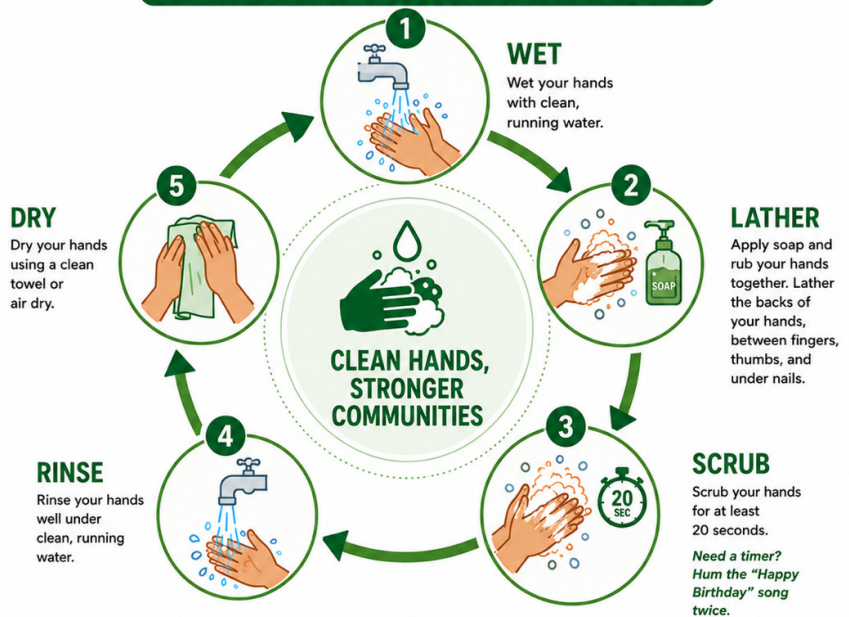 1
WET
Wet your hands
with clean,
running water.
2
LATHER
Apply soap and
rub your hands
together. Lather
the backs of
your hands,
between fingers,
thumbs, and
under nails.
SOAP
3
20
SEC
SCRUB
Scrub your hands
for at least
20 seconds.
Need a timer?
Hum the “Happy
Birthday” song
twice.
4
RINSE
Rinse your hands
well under
clean, running
water.
5
DRY
Dry your hands
using a clean
towel or
air dry.
CLEAN HANDS,
STRONGER
COMMUNITIES